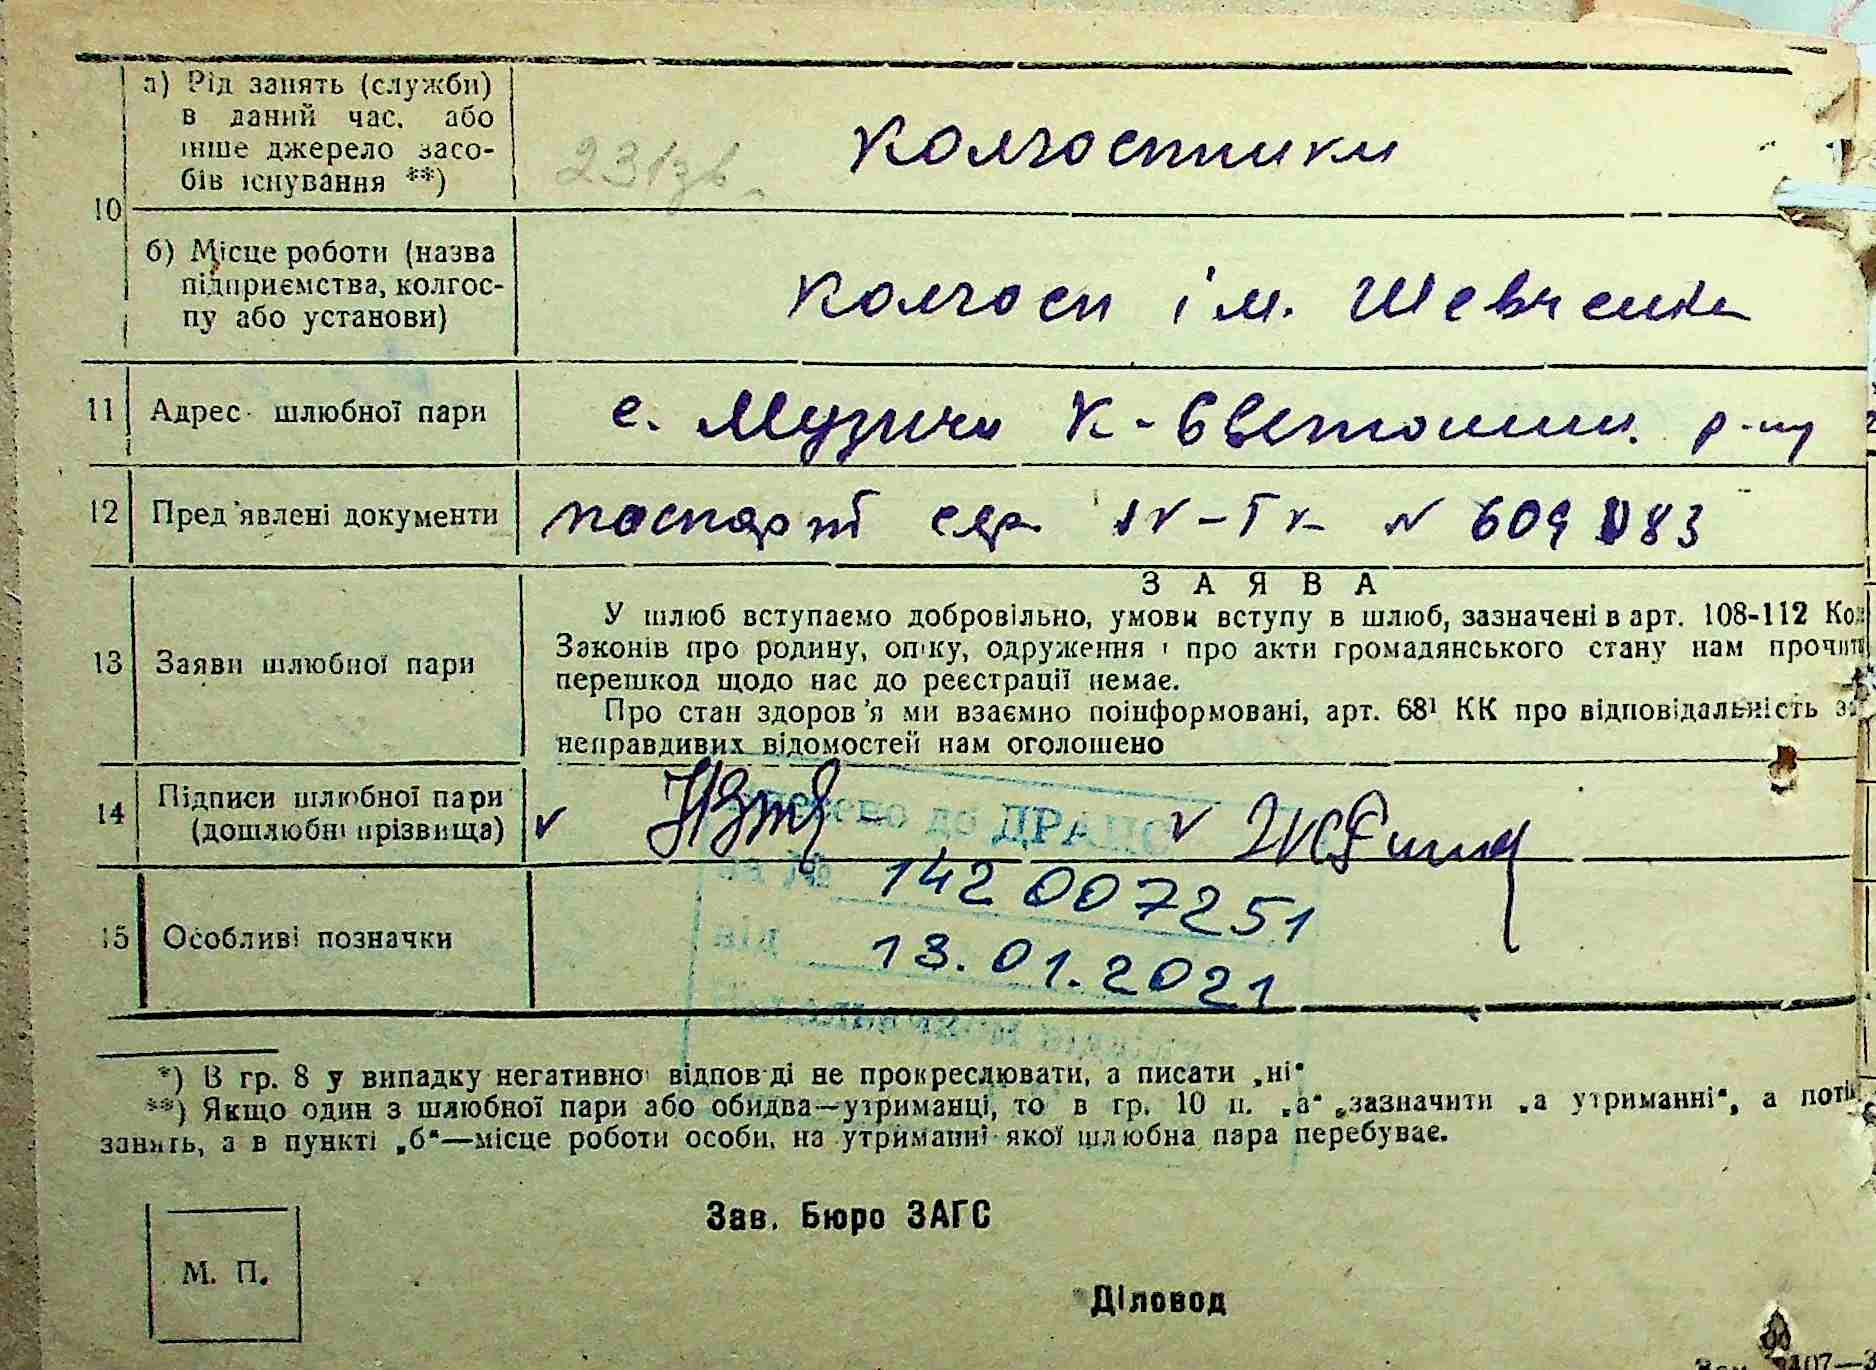 10
а) Рід занять (служби)
в даний час, або
інше джерело засо-
бів існування **)
231зв.
колгоспники
б) Місце роботи (назва
підприємства, колгос-
пу або установи)
колгосп ім. Шевченка
11 Адрес шлюбної пари
с. Музичи К-Святошин. р-ну
12 Пред'явлені документи
паспорт сер. № 609 083
13 Заяви шлюбної пари
ЗАЯВА
У шлюб вступаємо добровільно, умови вступу в шлюб, зазначені в арт. 108-112
Законів про родину, опіку, одруження і про акти громадянського стану нам
перешкод щодо нас до реєстрації немає.
Про стан здоров'я ми взаємно поінформовані, арт. 68¹ КК про відповідальність
неправдивих відомостей нам оголошено
14 Підписи шлюбної пари
(дошлюбні прізвища)
до ДРАЦС
№ 142 007251
15 Особливі позначки
13.01.2021
*) В гр. 8 у випадку негативної відповіді не прокреслювати, а писати „ні“
**) Якщо один з шлюбної пари або обидва—утриманці, то в гр. 10 п. „а“ зазначити „а утриманні“, а
занять, а в пункті „б“—місце роботи особи, на утриманні якої шлюбна пара перебуває.
Зав. Бюро ЗАГС
М. П.
Діловод